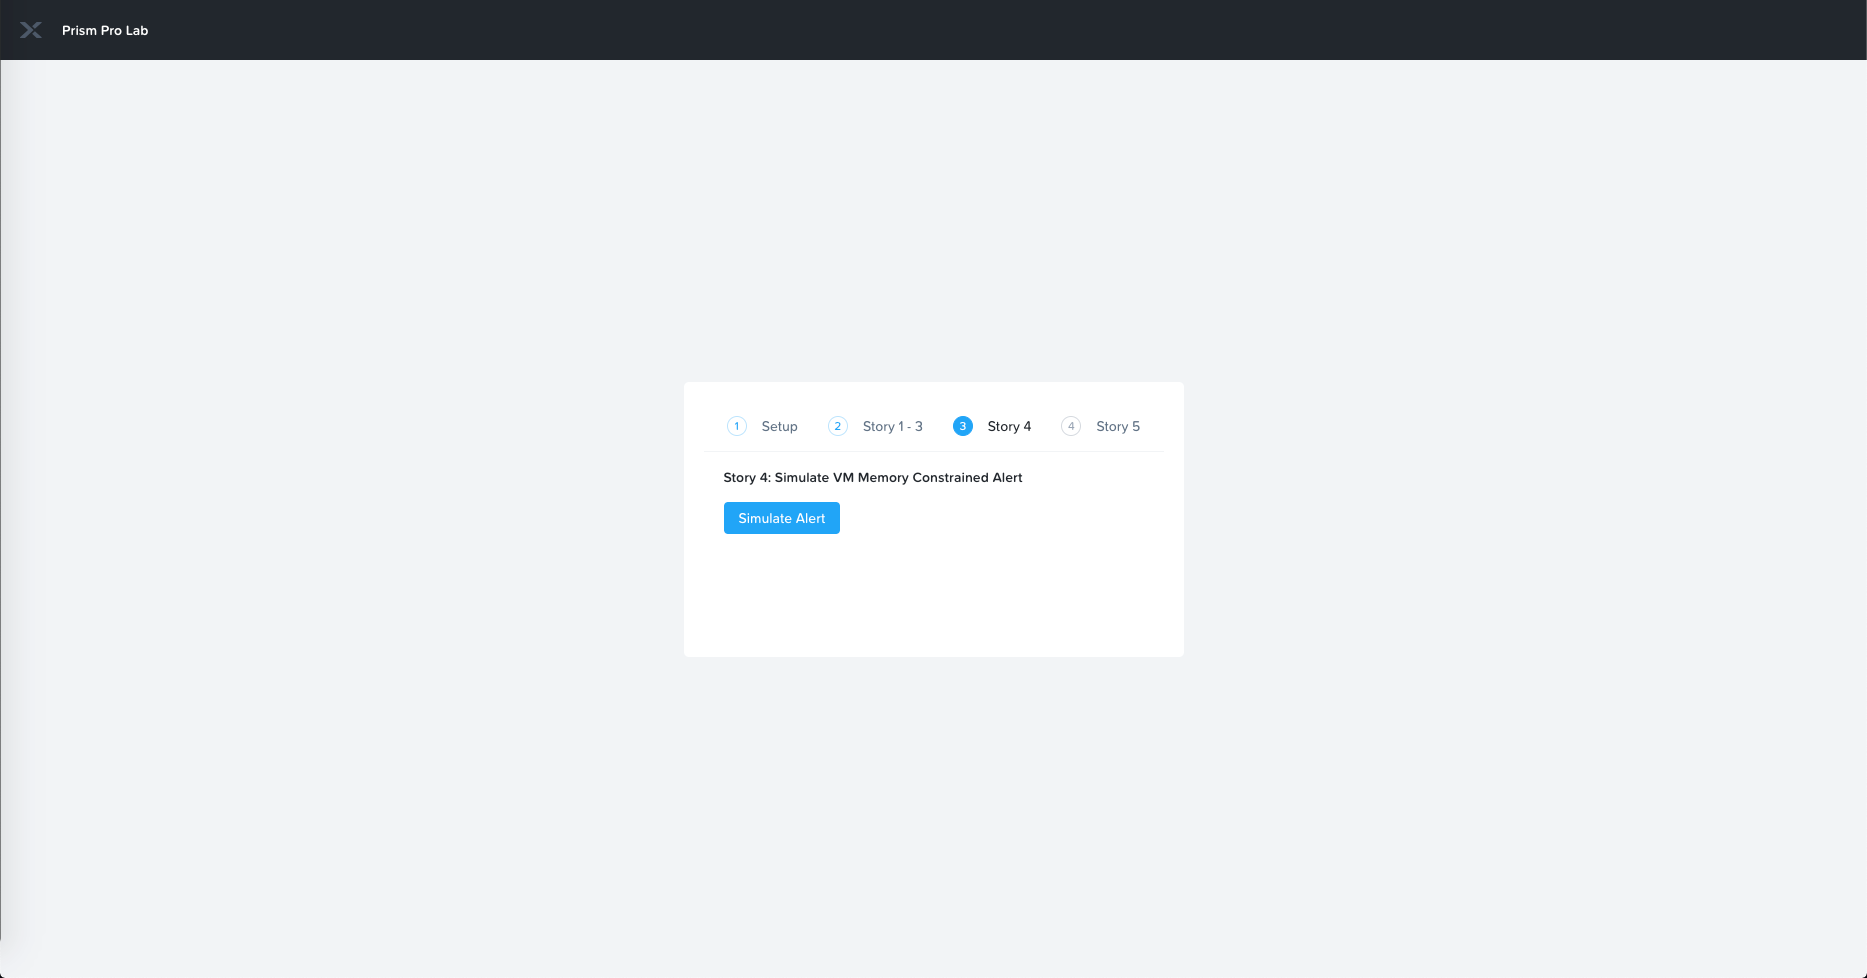 Prism Pro Lab
1 Setup 2 Story 1 - 3 3 Story 4 4 Story 5
Story 4: Simulate VM Memory Constrained Alert
Simulate Alert